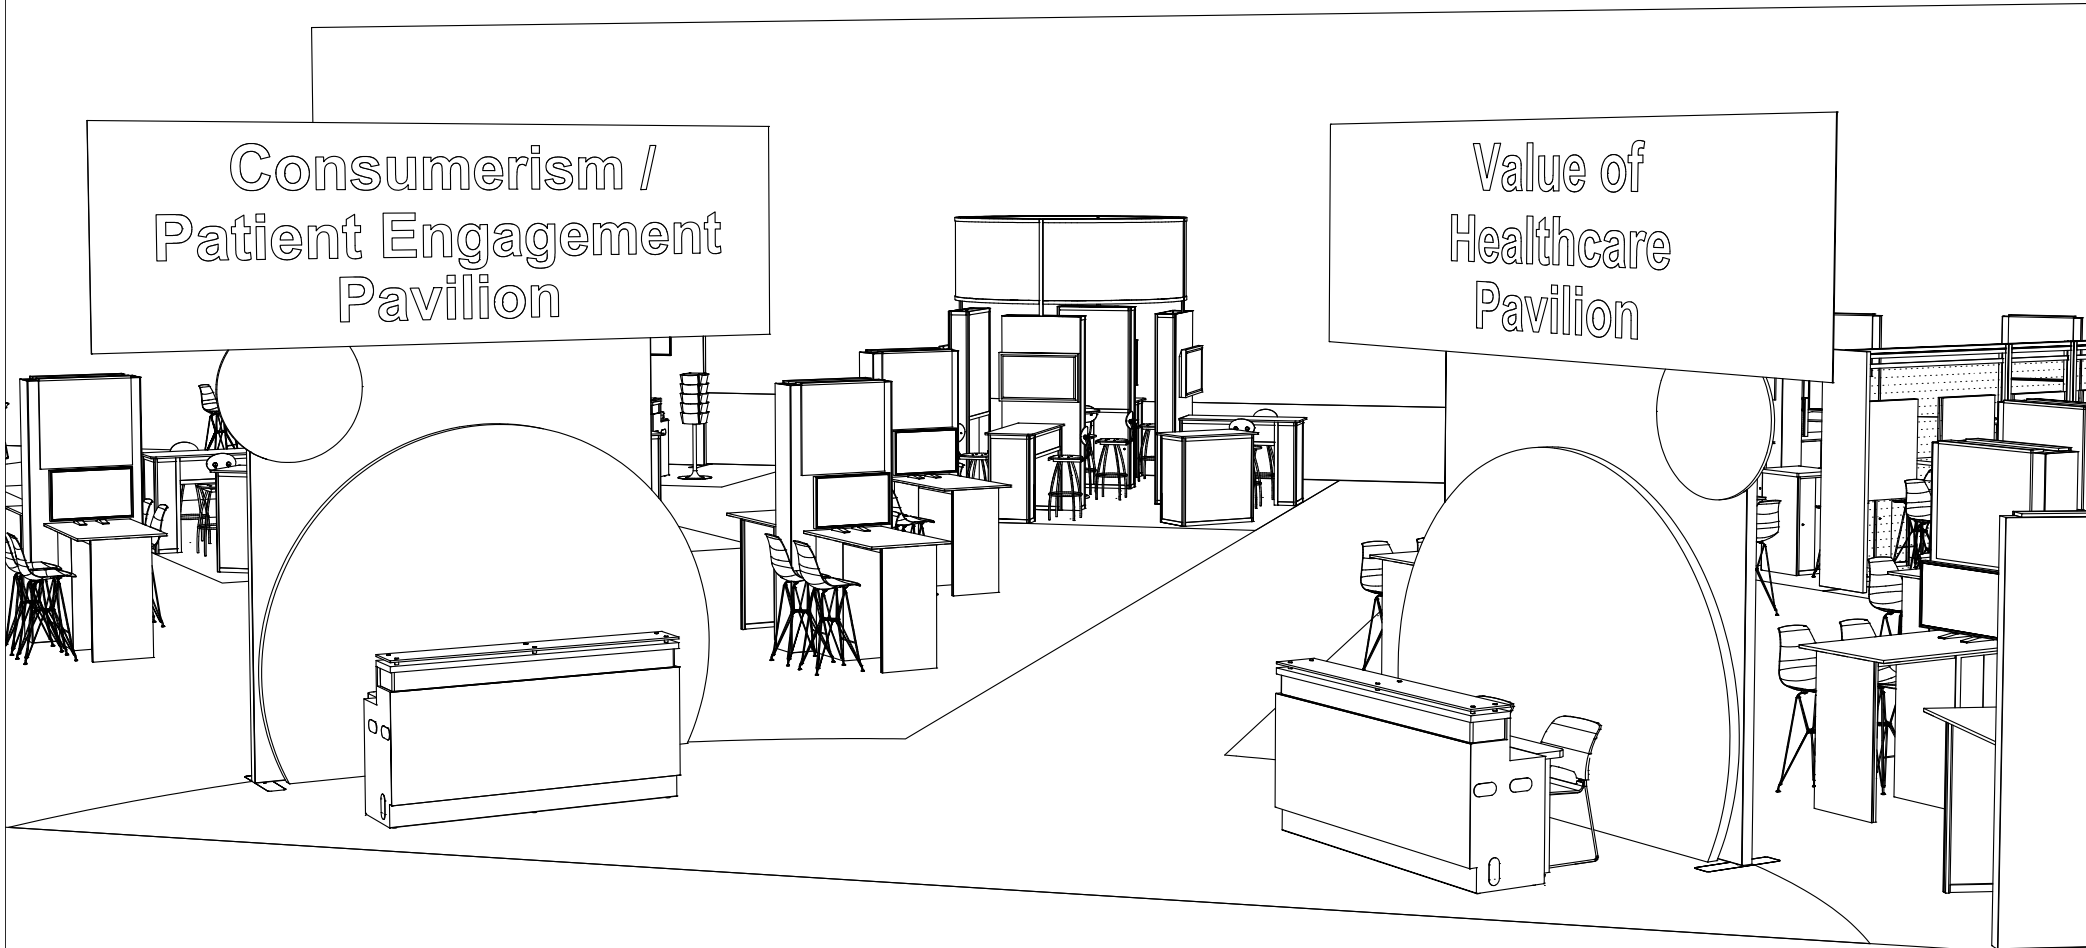 Consumerism /
Patient Engagement
Pavilion
Value of
Healthcare
Pavilion